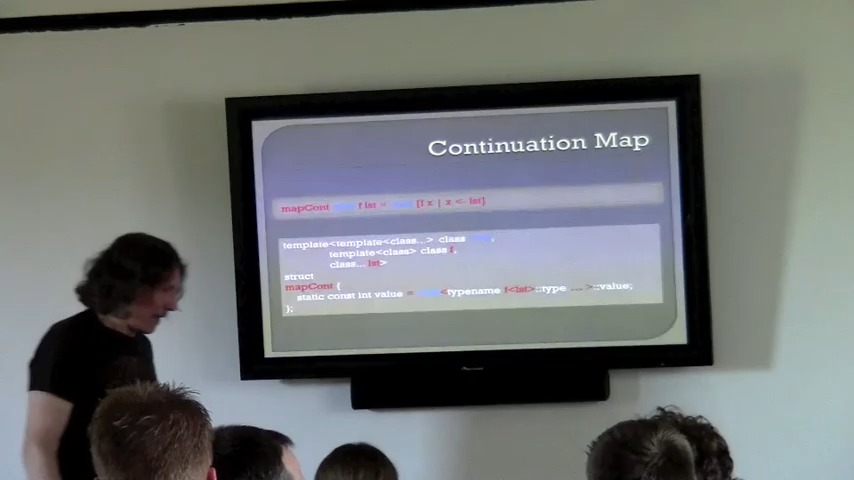 Continuation Map
mapCont f lst = [f x | x <- lst]
template<template<class...> class
template<class> class f,
class... lst>
struct
mapCont {
static const int value = <typename f<lst>::type ... >::value;
};